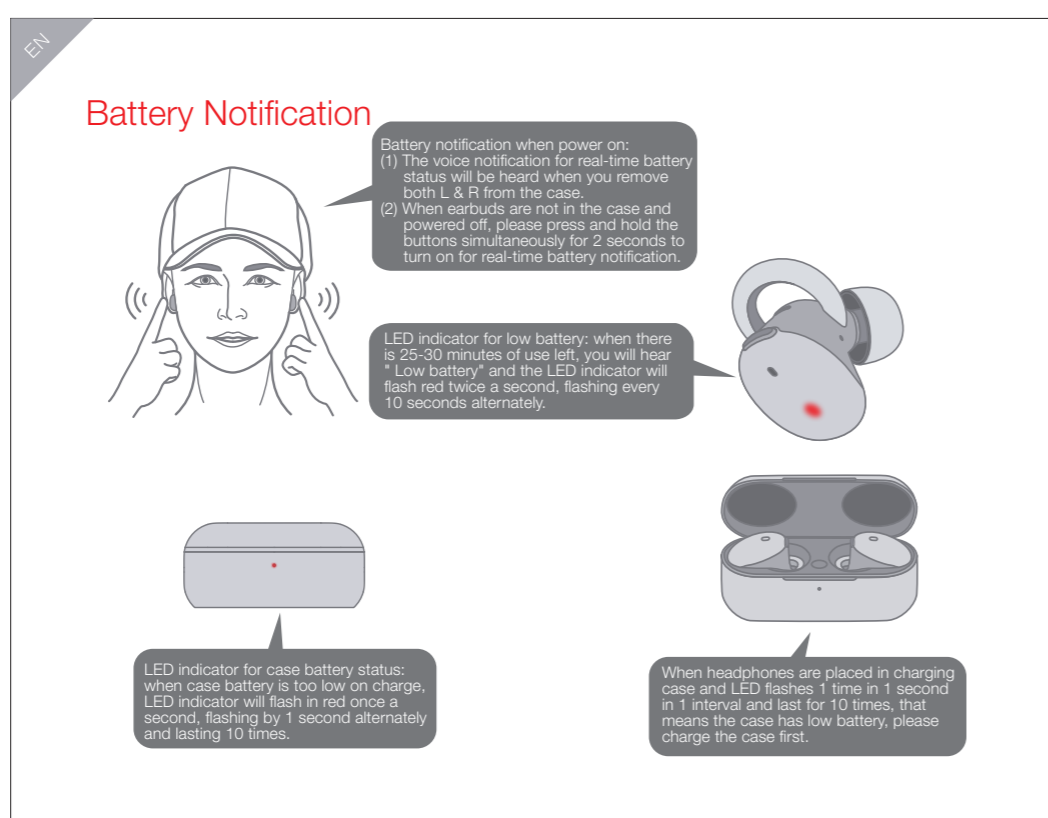 EN
Battery Notification
Battery notification when power on:
(1) The voice notification for real-time battery
status will be heard when you remove
both L & R from the case.
(2) When earbuds are not in the case and
powered off, please press and hold the
buttons simultaneously for 2 seconds to
turn on for real-time battery notification.
LED indicator for low battery: when there
is 25-30 minutes of use left, you will hear
" Low battery" and the LED indicator will
flash red twice a second, flashing every
10 seconds alternately.
LED indicator for case battery status:
when case battery is too low on charge,
LED indicator will flash in red once a
second, flashing by 1 second alternately
and lasting 10 times.
When headphones are placed in charging
case and LED flashes 1 time in 1 second
in 1 interval and last for 10 times, that
means the case has low battery, please
charge the case first.